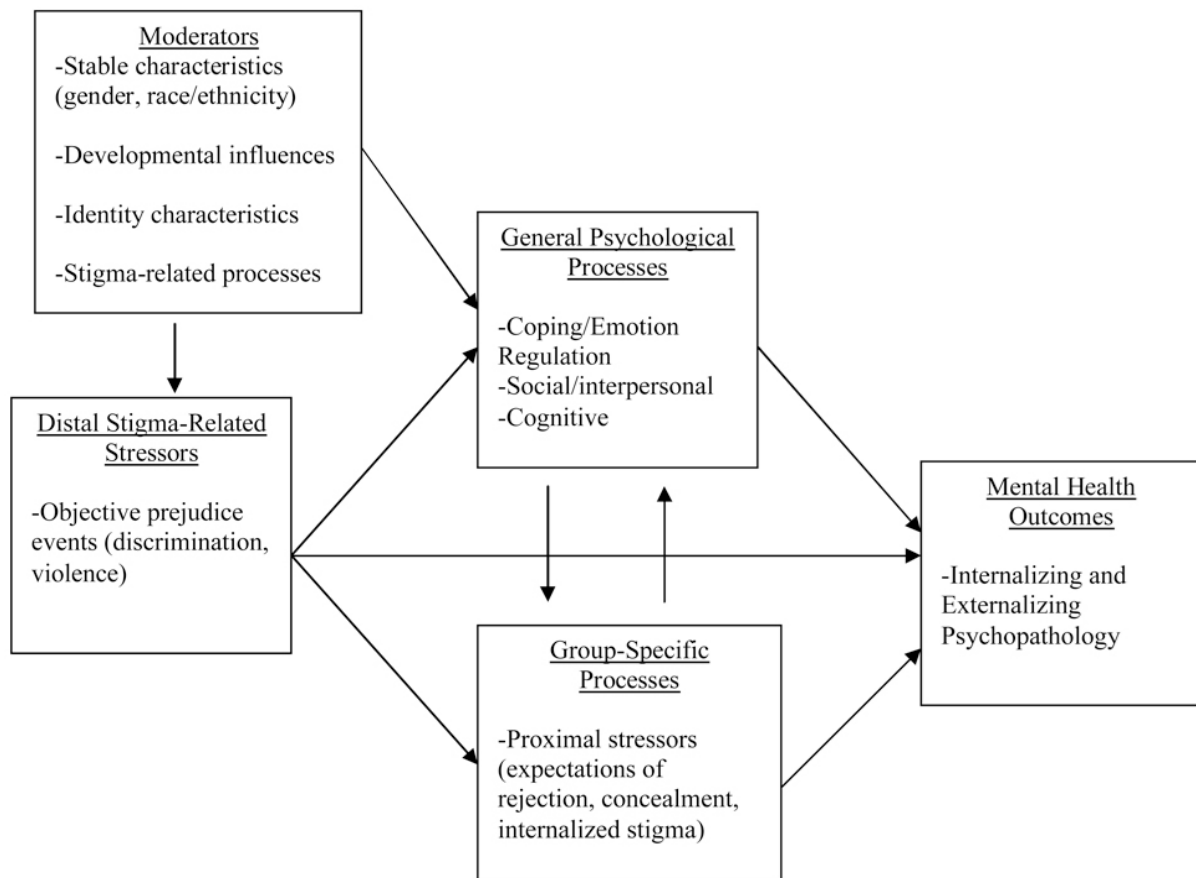 Moderators
-Stable characteristics
(gender, race/ethnicity)
-Developmental influences
-Identity characteristics
-Stigma-related processes
General Psychological
Processes
-Coping/Emotion
Regulation
-Social/interpersonal
-Cognitive
Distal Stigma-Related
Stressors
-Objective prejudice
events (discrimination,
violence)
Mental Health
Outcomes
-Internalizing and
Externalizing
Psychopathology
Group-Specific
Processes
-Proximal stressors
(expectations of
rejection, concealment,
internalized stigma)